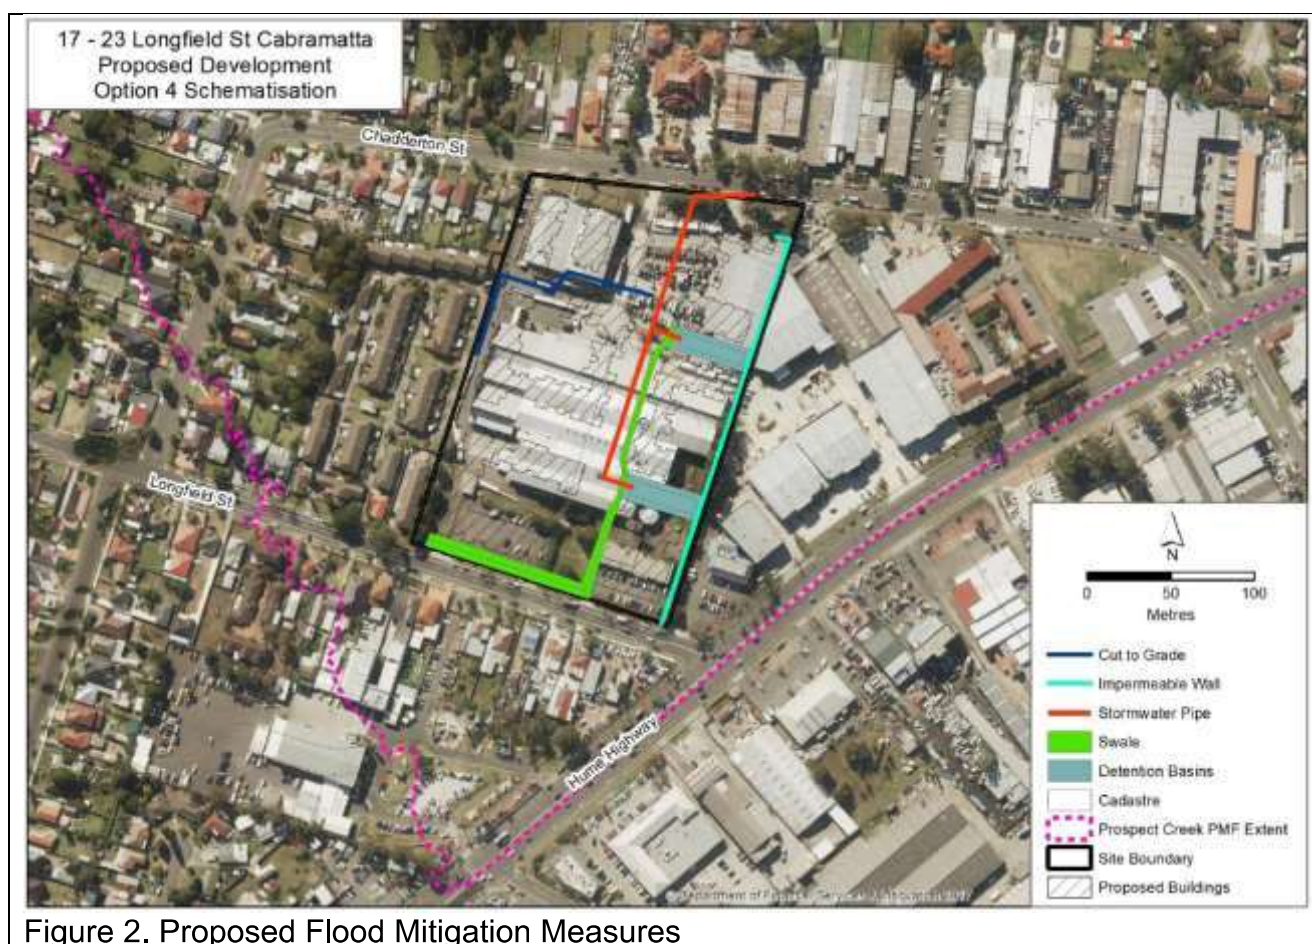 17 - 23 Longfield St Cabramatta
Proposed Development
Option 4 Schematisation
Chadderton St
Longfield St
Hume Highway
N
0 50 100
Metres
Cut to Grade
Impermeable Wall
Stormwater Pipe
Swale
Detention Basins
Cadastre
Prospect Creek PMF Extent
Site Boundary
Proposed Buildings
Figure 2. Proposed Flood Mitigation Measures